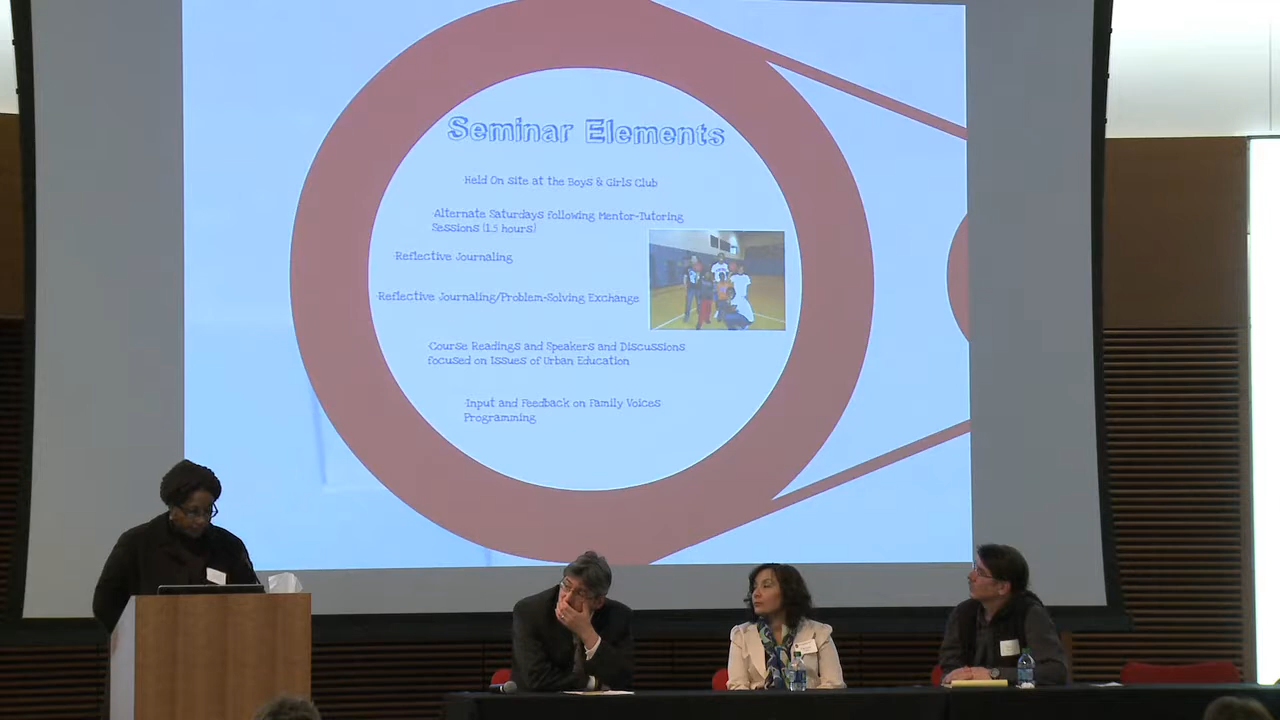 Seminar Elements
·Held On site at the Boys & Girls Club
·Alternate Saturdays following Mentor-Tutoring
Sessions (1.5 hours)
·Reflective Journaling
·Reflective Journaling/Problem-Solving Exchange
·Course Readings and Speakers and Discussions
focused on Issues of Urban Education
·Input and Feedback on Family Voices
Programming